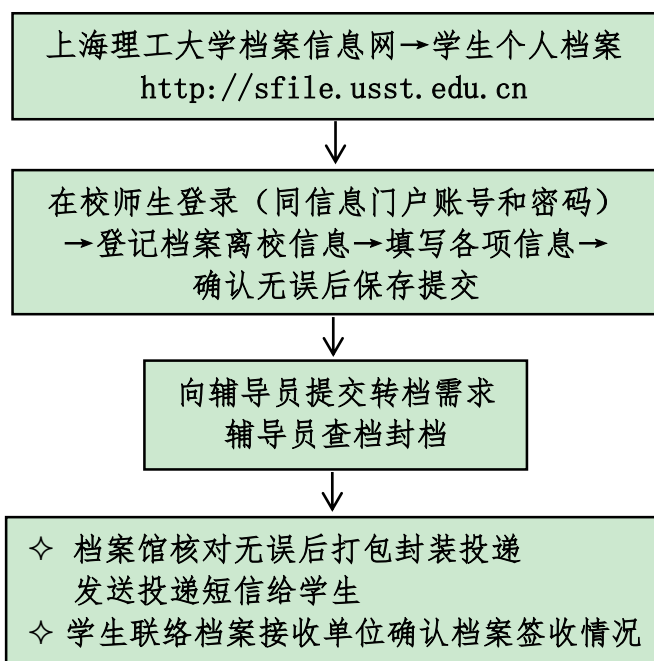 上海理工大学档案信息网→学生个人档案
http://sfile.usst.edu.cn
在校师生登录（同信息门户账号和密码）
→登记档案离校信息→填写各项信息→
确认无误后保存提交
向辅导员提交转档需求
辅导员查档封档
✧ 档案馆核对无误后打包封装投递
发送投递短信给学生
✧ 学生联络档案接收单位确认档案签收情况